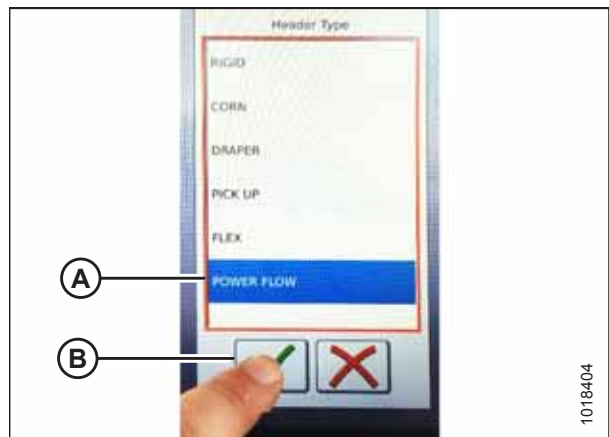 Header Type
RIGID
CORN
DRAPER
PICK UP
FLEX
A
POWER FLOW
B
1018404